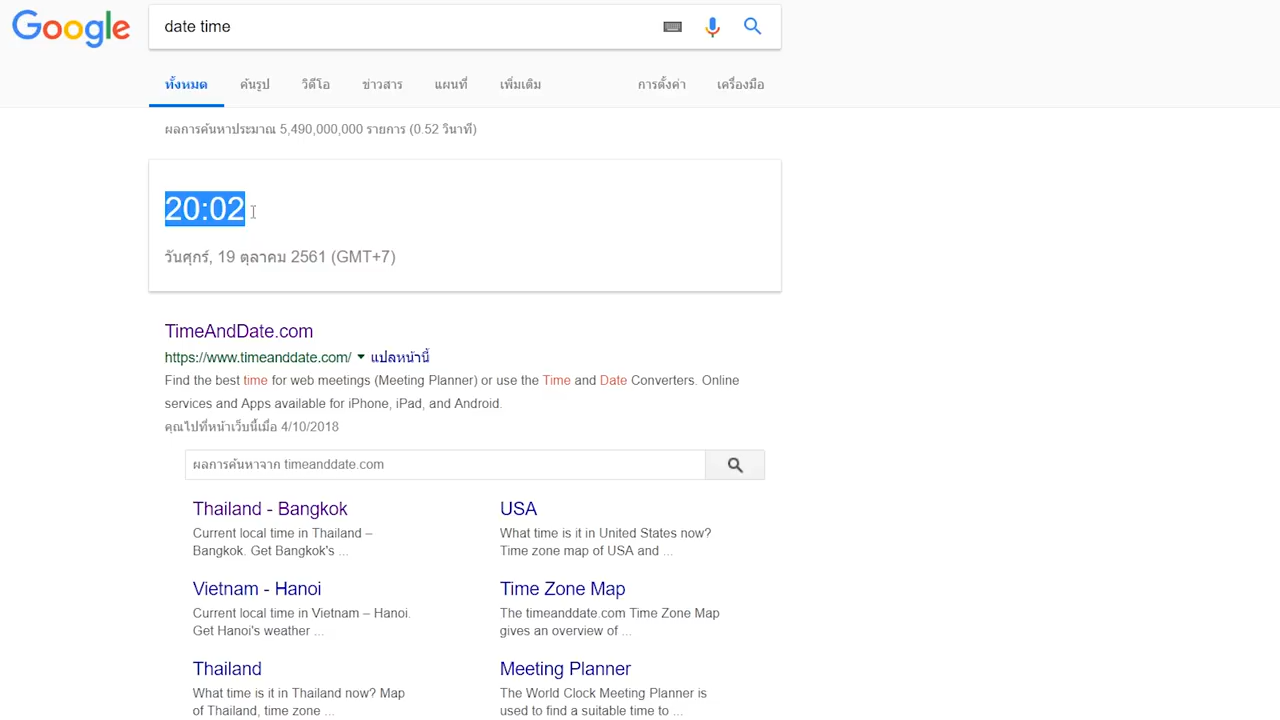 Google
date time
ทั้งหมด ค้นรูป วิดีโอ ข่าวสาร แผนที่ เพิ่มเติม การตั้งค่า เครื่องมือ
ผลการค้นหาประมาณ 5,490,000,000 รายการ (0.52 วินาที)
20:02
วันศุกร์, 19 ตุลาคม 2561 (GMT+7)
TimeAndDate.com
https://www.timeanddate.com/ แปลหน้านี้
Find the best time for web meetings (Meeting Planner) or use the Time and Date Converters. Online
services and Apps available for iPhone, iPad, and Android.
คุณไปที่หน้าเว็บนี้เมื่อ 4/10/2018
ผลการค้นหาจาก timeanddate.com
Thailand - Bangkok
Current local time in Thailand –
Bangkok. Get Bangkok's ...
USA
What time is it in United States now?
Time zone map of USA and ...
Vietnam - Hanoi
Current local time in Vietnam – Hanoi.
Get Hanoi's weather ...
Time Zone Map
The timeanddate.com Time Zone Map
gives an overview of ...
Thailand
What time is it in Thailand now? Map
of Thailand, time zone ...
Meeting Planner
The World Clock Meeting Planner is
used to find a suitable time to ...